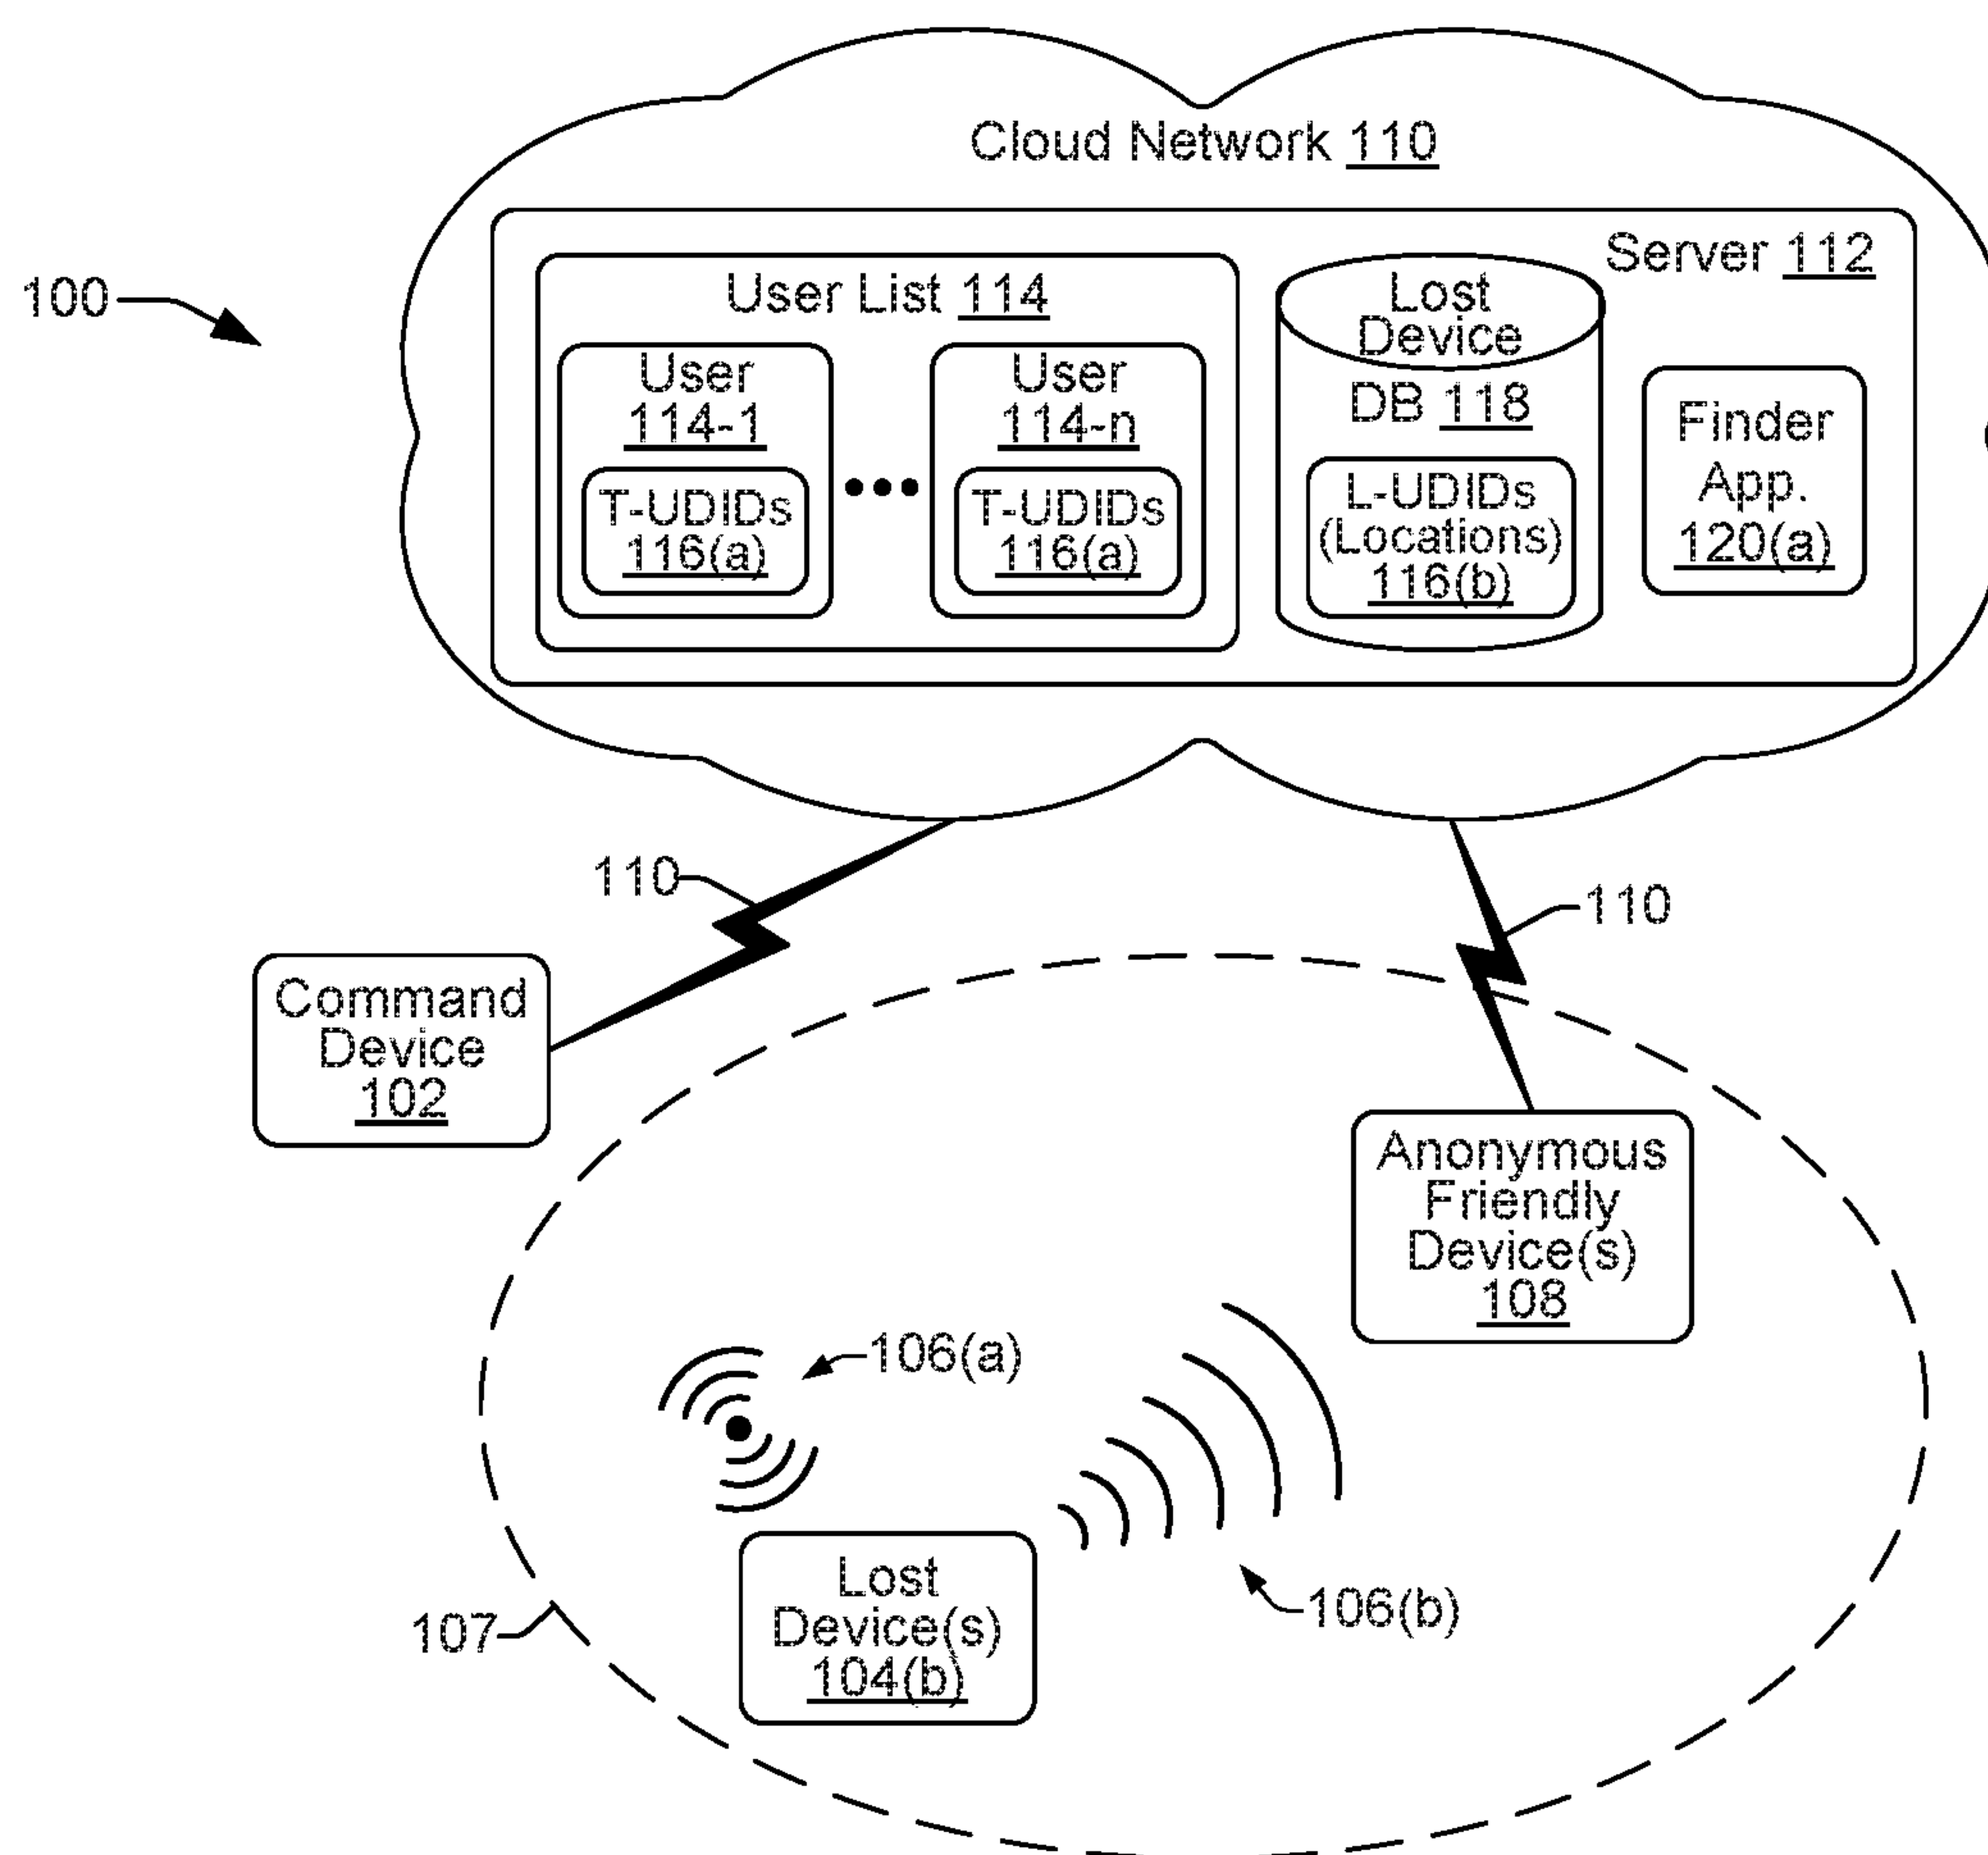 Cloud Network 110
Server 112
100
User List 114
User
114-1
T-UDIDs
116(a)
User
114-n
T-UDIDs
116(a)
Lost
Device
DB 118
L-UDIDs
(Locations)
116(b)
Finder
App.
120(a)
110
110
Command
Device
102
Anonymous
Friendly
Device(s)
108
106(a)
106(b)
Lost
Device(s)
104(b)
107